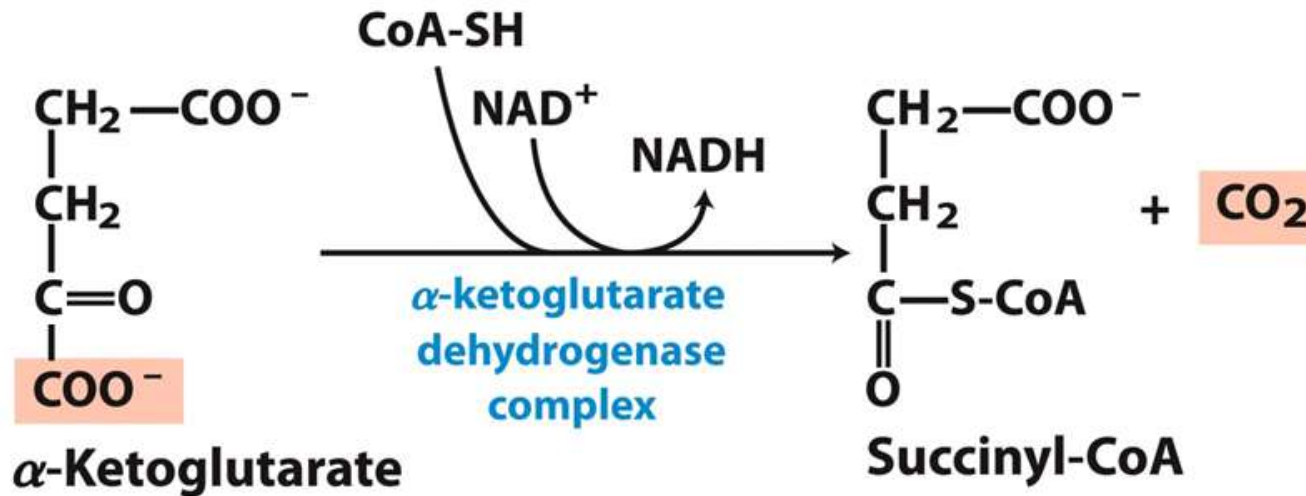 CoA-SH
NAD⁺
NADH
CH₂—COO⁻
CH₂
C=O
COO⁻
α-Ketoglutarate
α-ketoglutarate
dehydrogenase
complex
CH₂—COO⁻
CH₂
C—S-CoA
O
Succinyl-CoA
+ CO₂